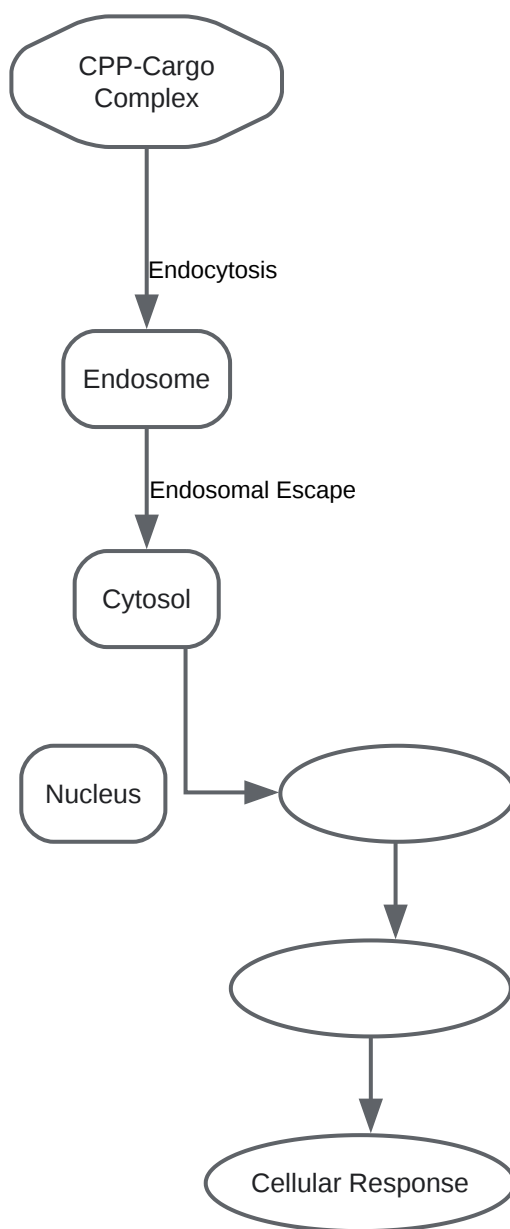 CPP-Cargo
Complex
Endocytosis
Endosome
Endosomal Escape
Cytosol
Nucleus
Cellular Response